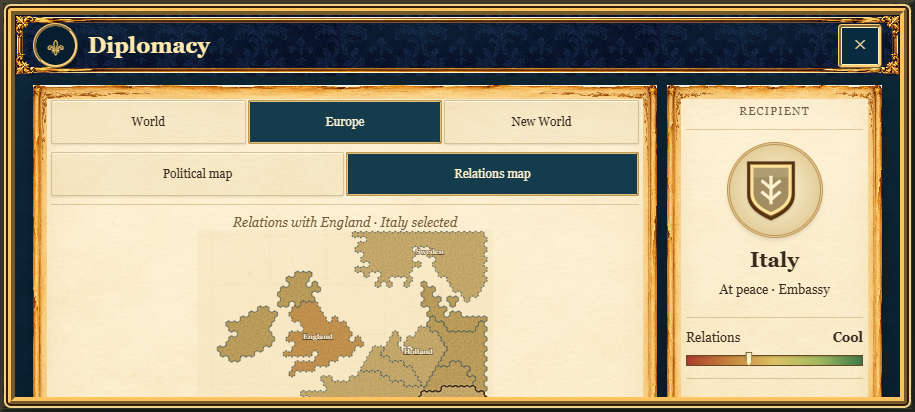 Diplomacy
×
World
Europe
New World
Political map
Relations map
Relations with England · Italy selected
Sweden
England
Holland
RECIPIENT
Italy
At peace · Embassy
Relations
Cool